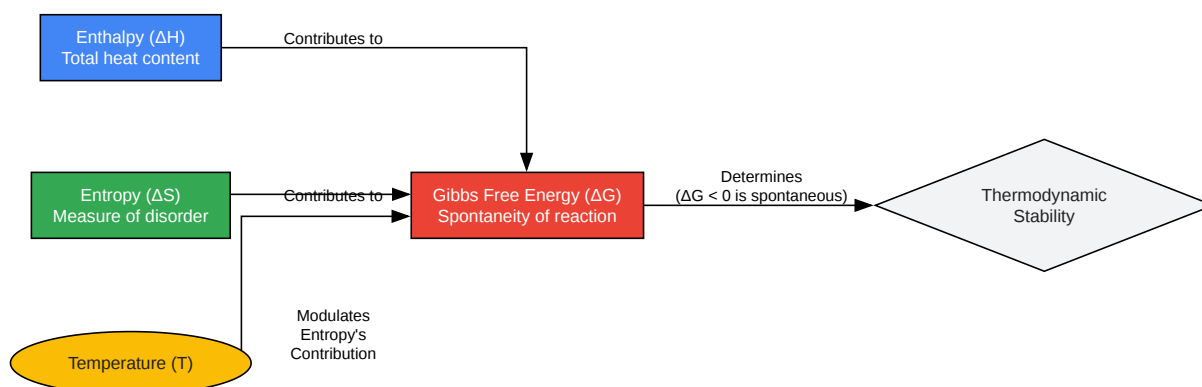 Enthalpy (ΔH)
Total heat content
Contributes to
Entropy (ΔS)
Measure of disorder
Contributes to
Gibbs Free Energy (ΔG)
Spontaneity of reaction
Determines
(ΔG < 0 is spontaneous)
Thermodynamic
Stability
Modulates
Entropy's
Contribution
Temperature (T)